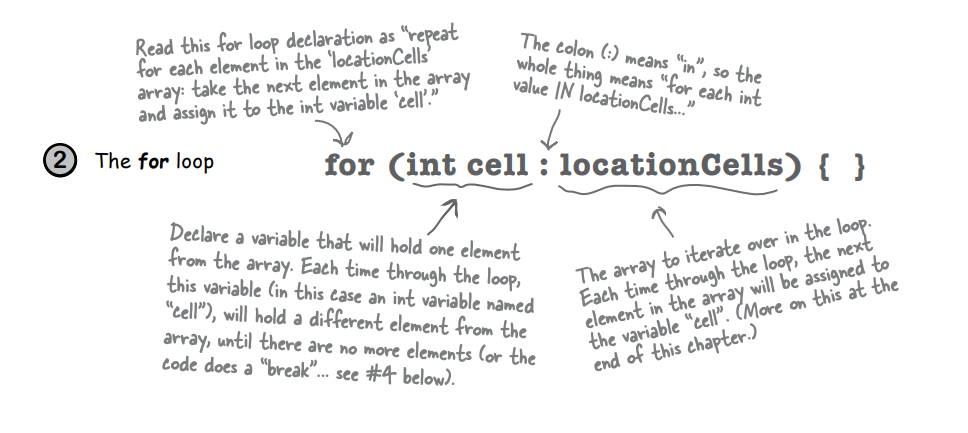 Read this for loop declaration as “repeat
for each element in the ‘locationCells’
array: take the next element in the array
and assign it to the int variable ‘cell’.”
The colon (:) means “in”, so the
whole thing means “for each int
value IN locationCells...”
2 The for loop
for (int cell : locationCells) { }
Declare a variable that will hold one element
from the array. Each time through the loop,
this variable (in this case an int variable named
“cell”), will hold a different element from the
array, until there are no more elements (or the
code does a “break”... see #4 below).
The array to iterate over in the loop.
Each time through the loop, the next
element in the array will be assigned to
the variable “cell”. (More on this at the
end of this chapter.)